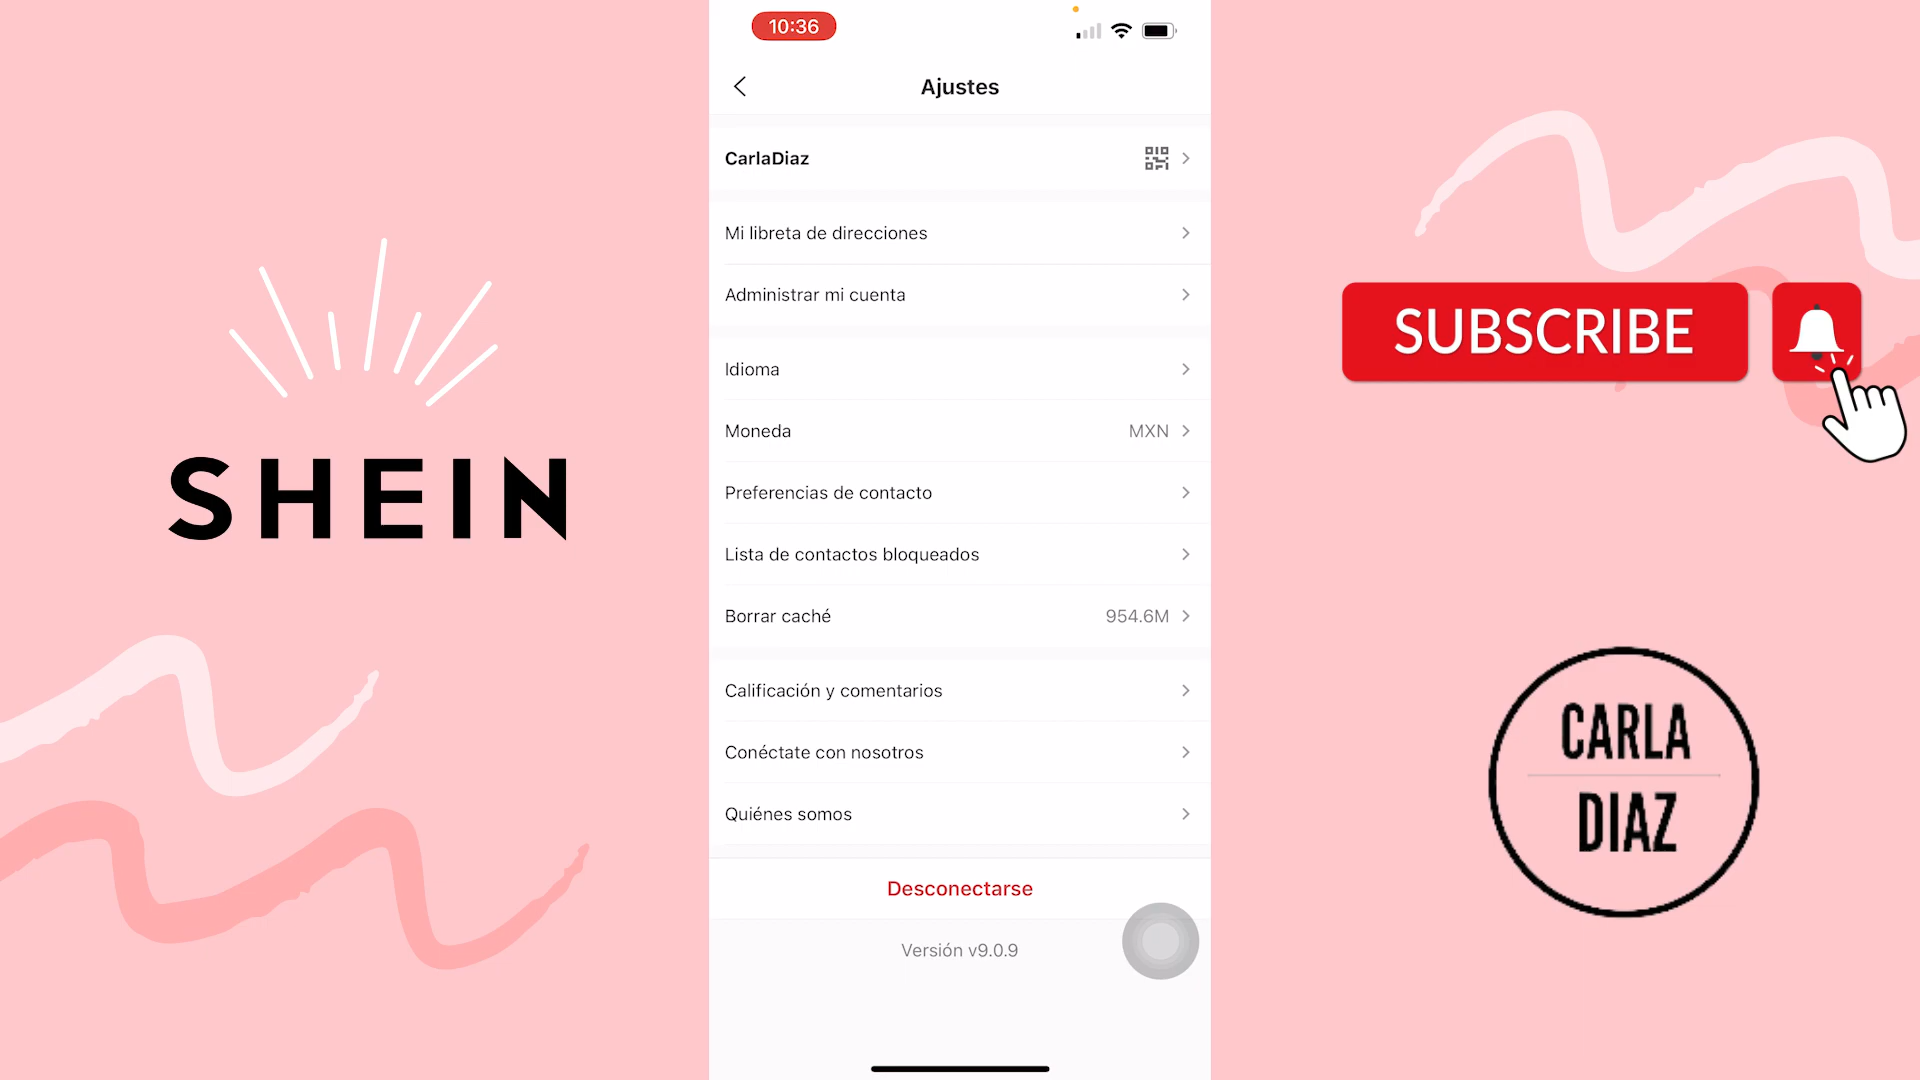 SHEIN
10:36
Ajustes
CarlaDiaz
Mi libreta de direcciones
Administrar mi cuenta
Idioma
Moneda MXN
Preferencias de contacto
Lista de contactos bloqueados
Borrar caché 954.6M
Calificación y comentarios
Conéctate con nosotros
Quiénes somos
Desconectarse
Versión v9.0.9
SUBSCRIBE
CARLA
DIAZ